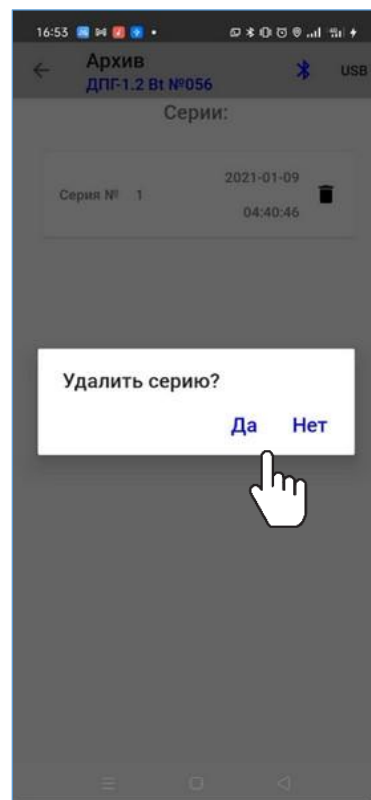 16:53
Архив
ДПГ-1.2 Bt №056
USB
Серии:
2021-01-09
Серия № 1
04:40:46
Удалить серию?
Да Нет